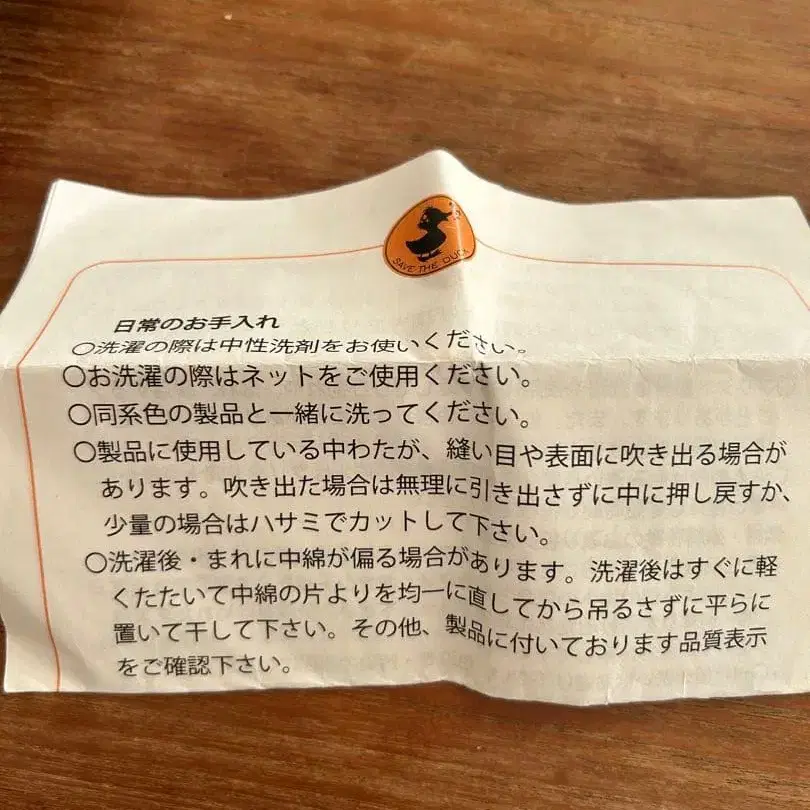 SAVE THE DUCK
日常のお手入れ
○洗濯の際は中性洗剤をお使いください。
○お洗濯の際はネットをご使用ください。
○同系色の製品と一緒に洗ってください。
○製品に使用している中わたが、縫い目や表面に吹き出る場合が
あります。吹き出た場合は無理に引き出さずに中に押し戻すか、
少量の場合はハサミでカットして下さい。
○洗濯後・まれに中綿が偏る場合があります。洗濯後はすぐに軽
くたたいて中綿の片よりを均一に直してから吊るさずに平らに
置いて干して下さい。その他、製品に付いております品質表示
をご確認下さい。